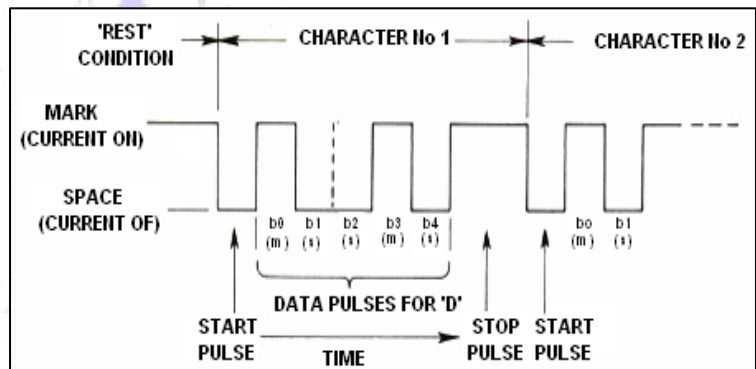 'REST'
CONDITION
CHARACTER No 1
CHARACTER No 2
MARK
(CURRENT ON)
SPACE
(CURRENT OF)
b0 b1 b2 b3 b4 bo b1
(m) (s) (s) (m) (s) (m) (s)
DATA PULSES FOR 'D'
START
PULSE
TIME
STOP
PULSE
START
PULSE